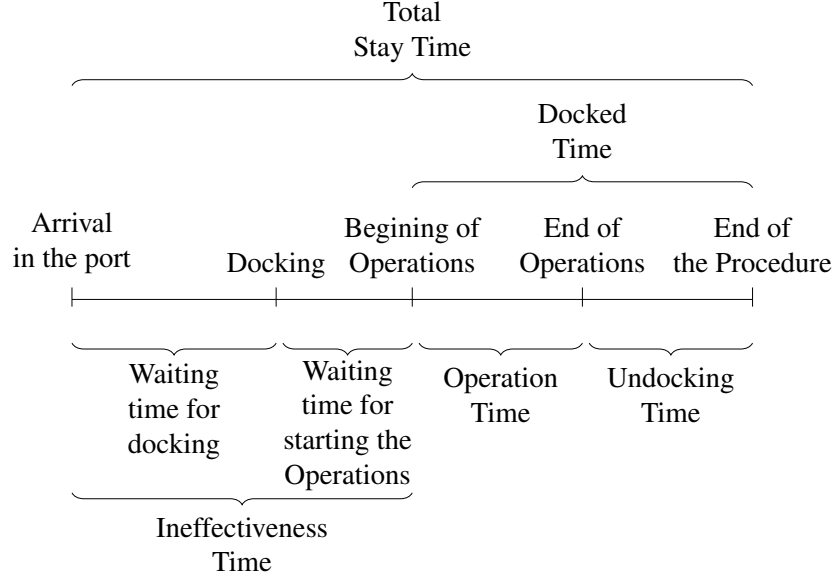 Total
Stay Time
Docked
Time
Arrival
in the port
Docking
Begining of
Operations
End of
Operations
End of
the Procedure
Waiting
time for
docking
Waiting
time for
starting the
Operations
Operation
Time
Undocking
Time
Ineffectiveness
Time